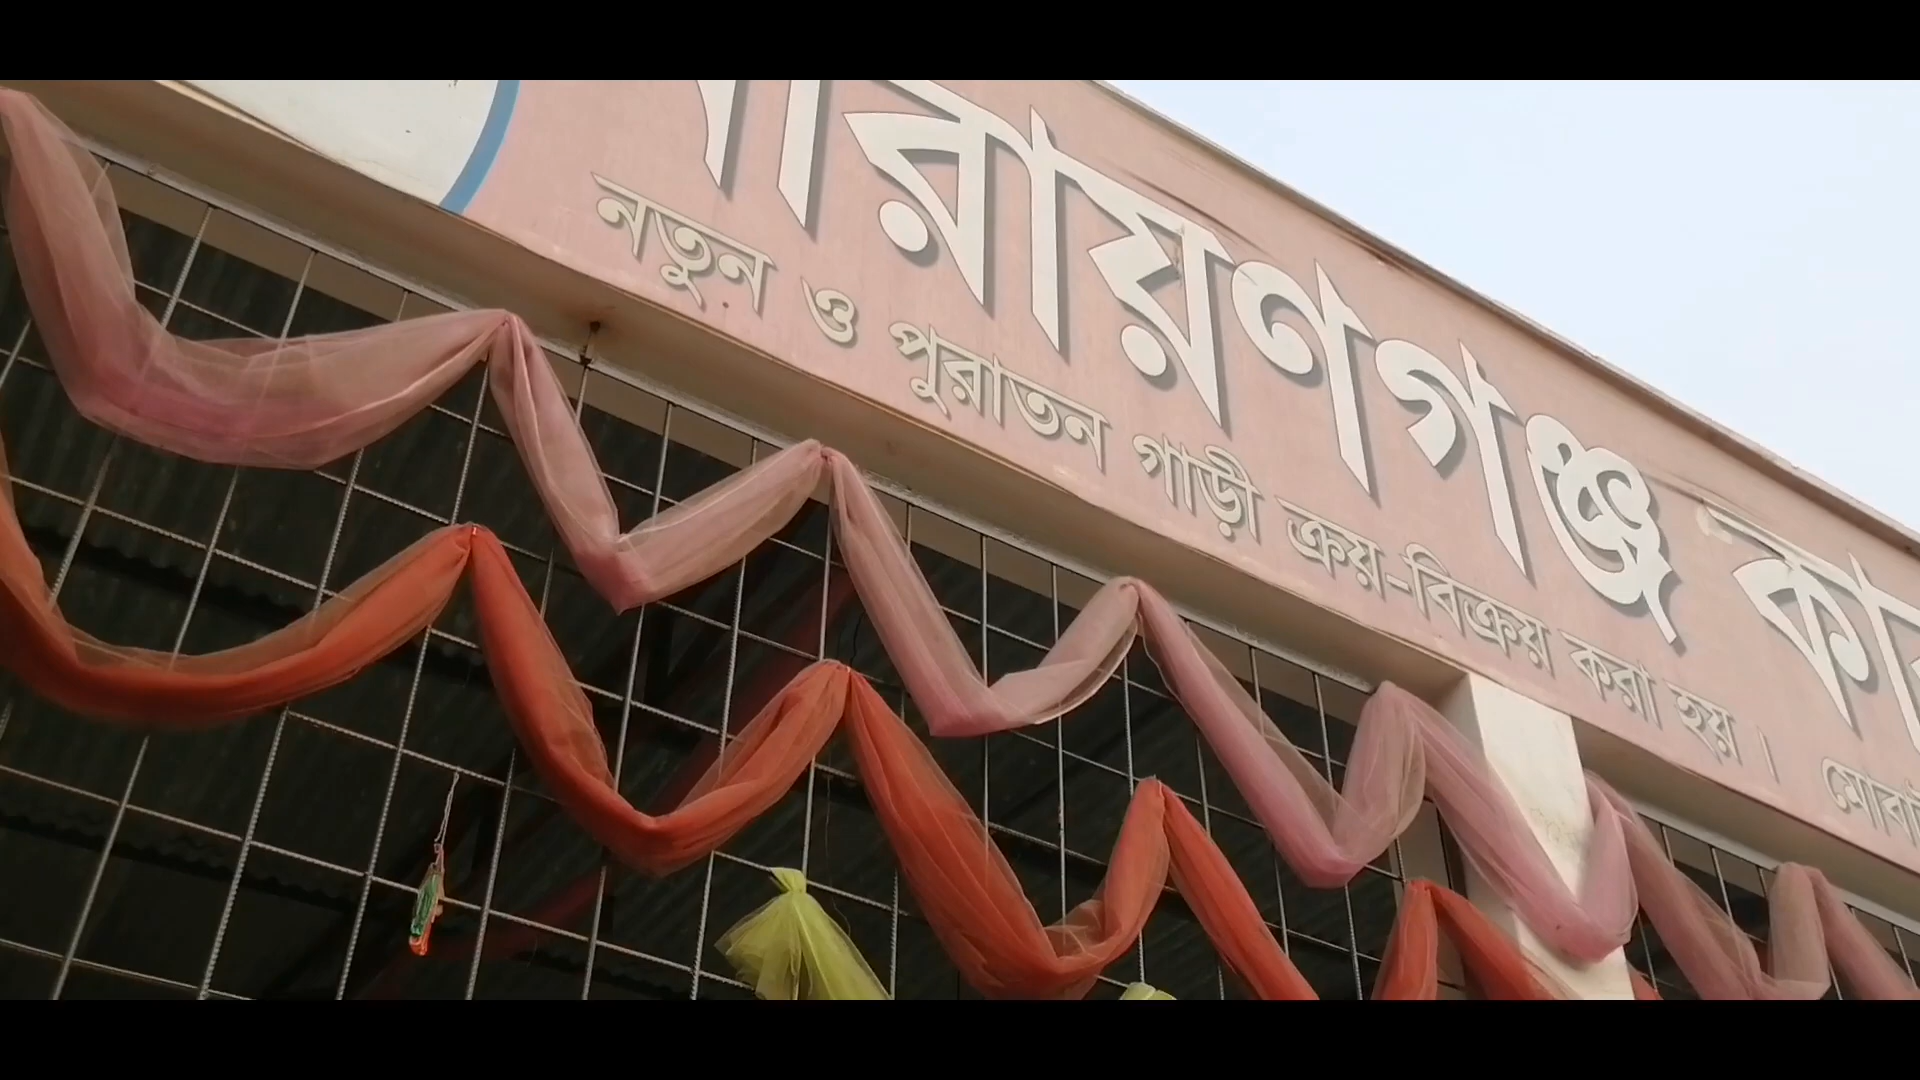 নারায়ণগঞ্জ কার
নতুন ও পুরাতন গাড়ী ক্রয়-বিক্রয় করা হয়।